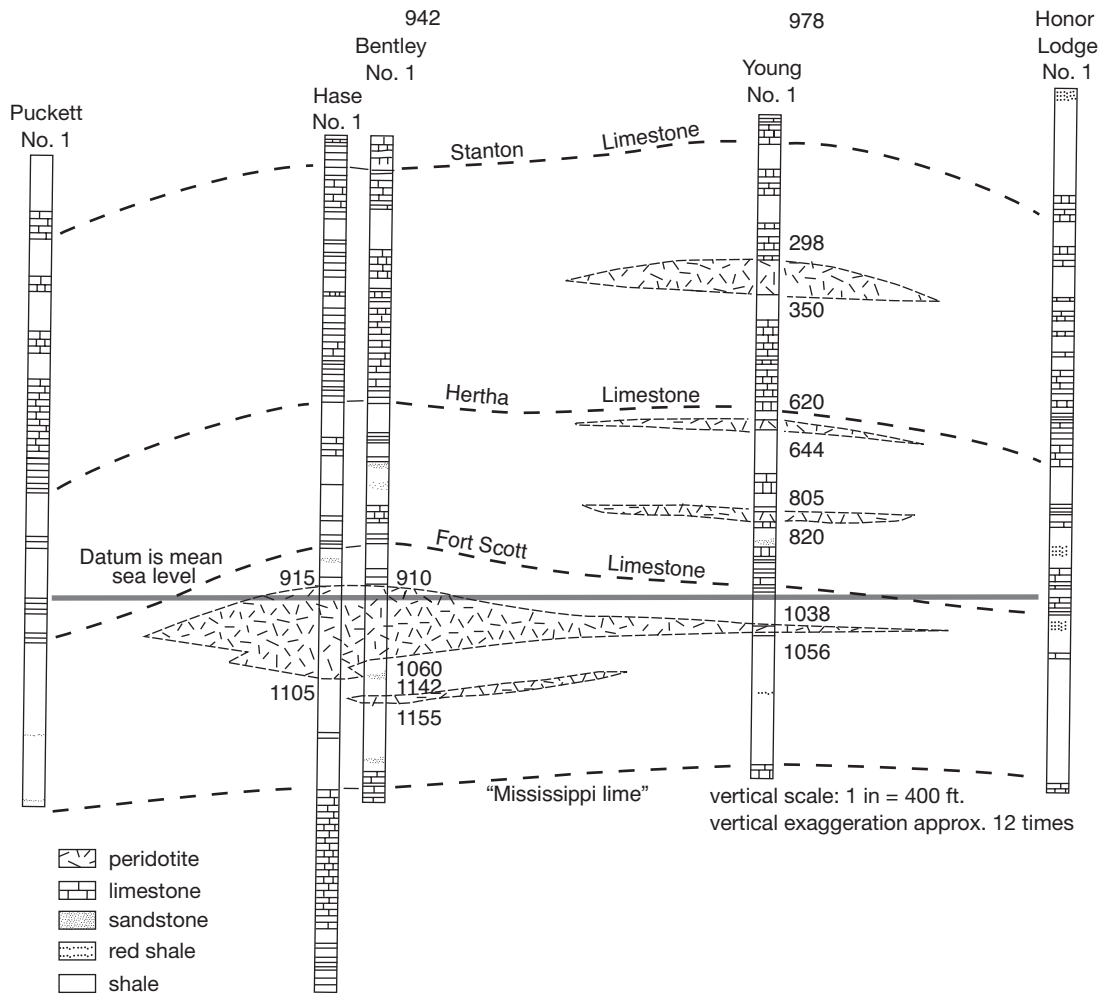 942
978
Honor
Lodge
No. 1
Bentley
No. 1
Young
No. 1
Hase
No. 1
Puckett
No. 1
Stanton Limestone
298
350
Hertha Limestone
620
644
805
820
Fort Scott Limestone
Datum is mean
sea level
915
910
1038
1056
1060
1105
1142
1155
“Mississippi lime”
vertical scale: 1 in = 400 ft.
vertical exaggeration approx. 12 times
peridotite
limestone
sandstone
red shale
shale